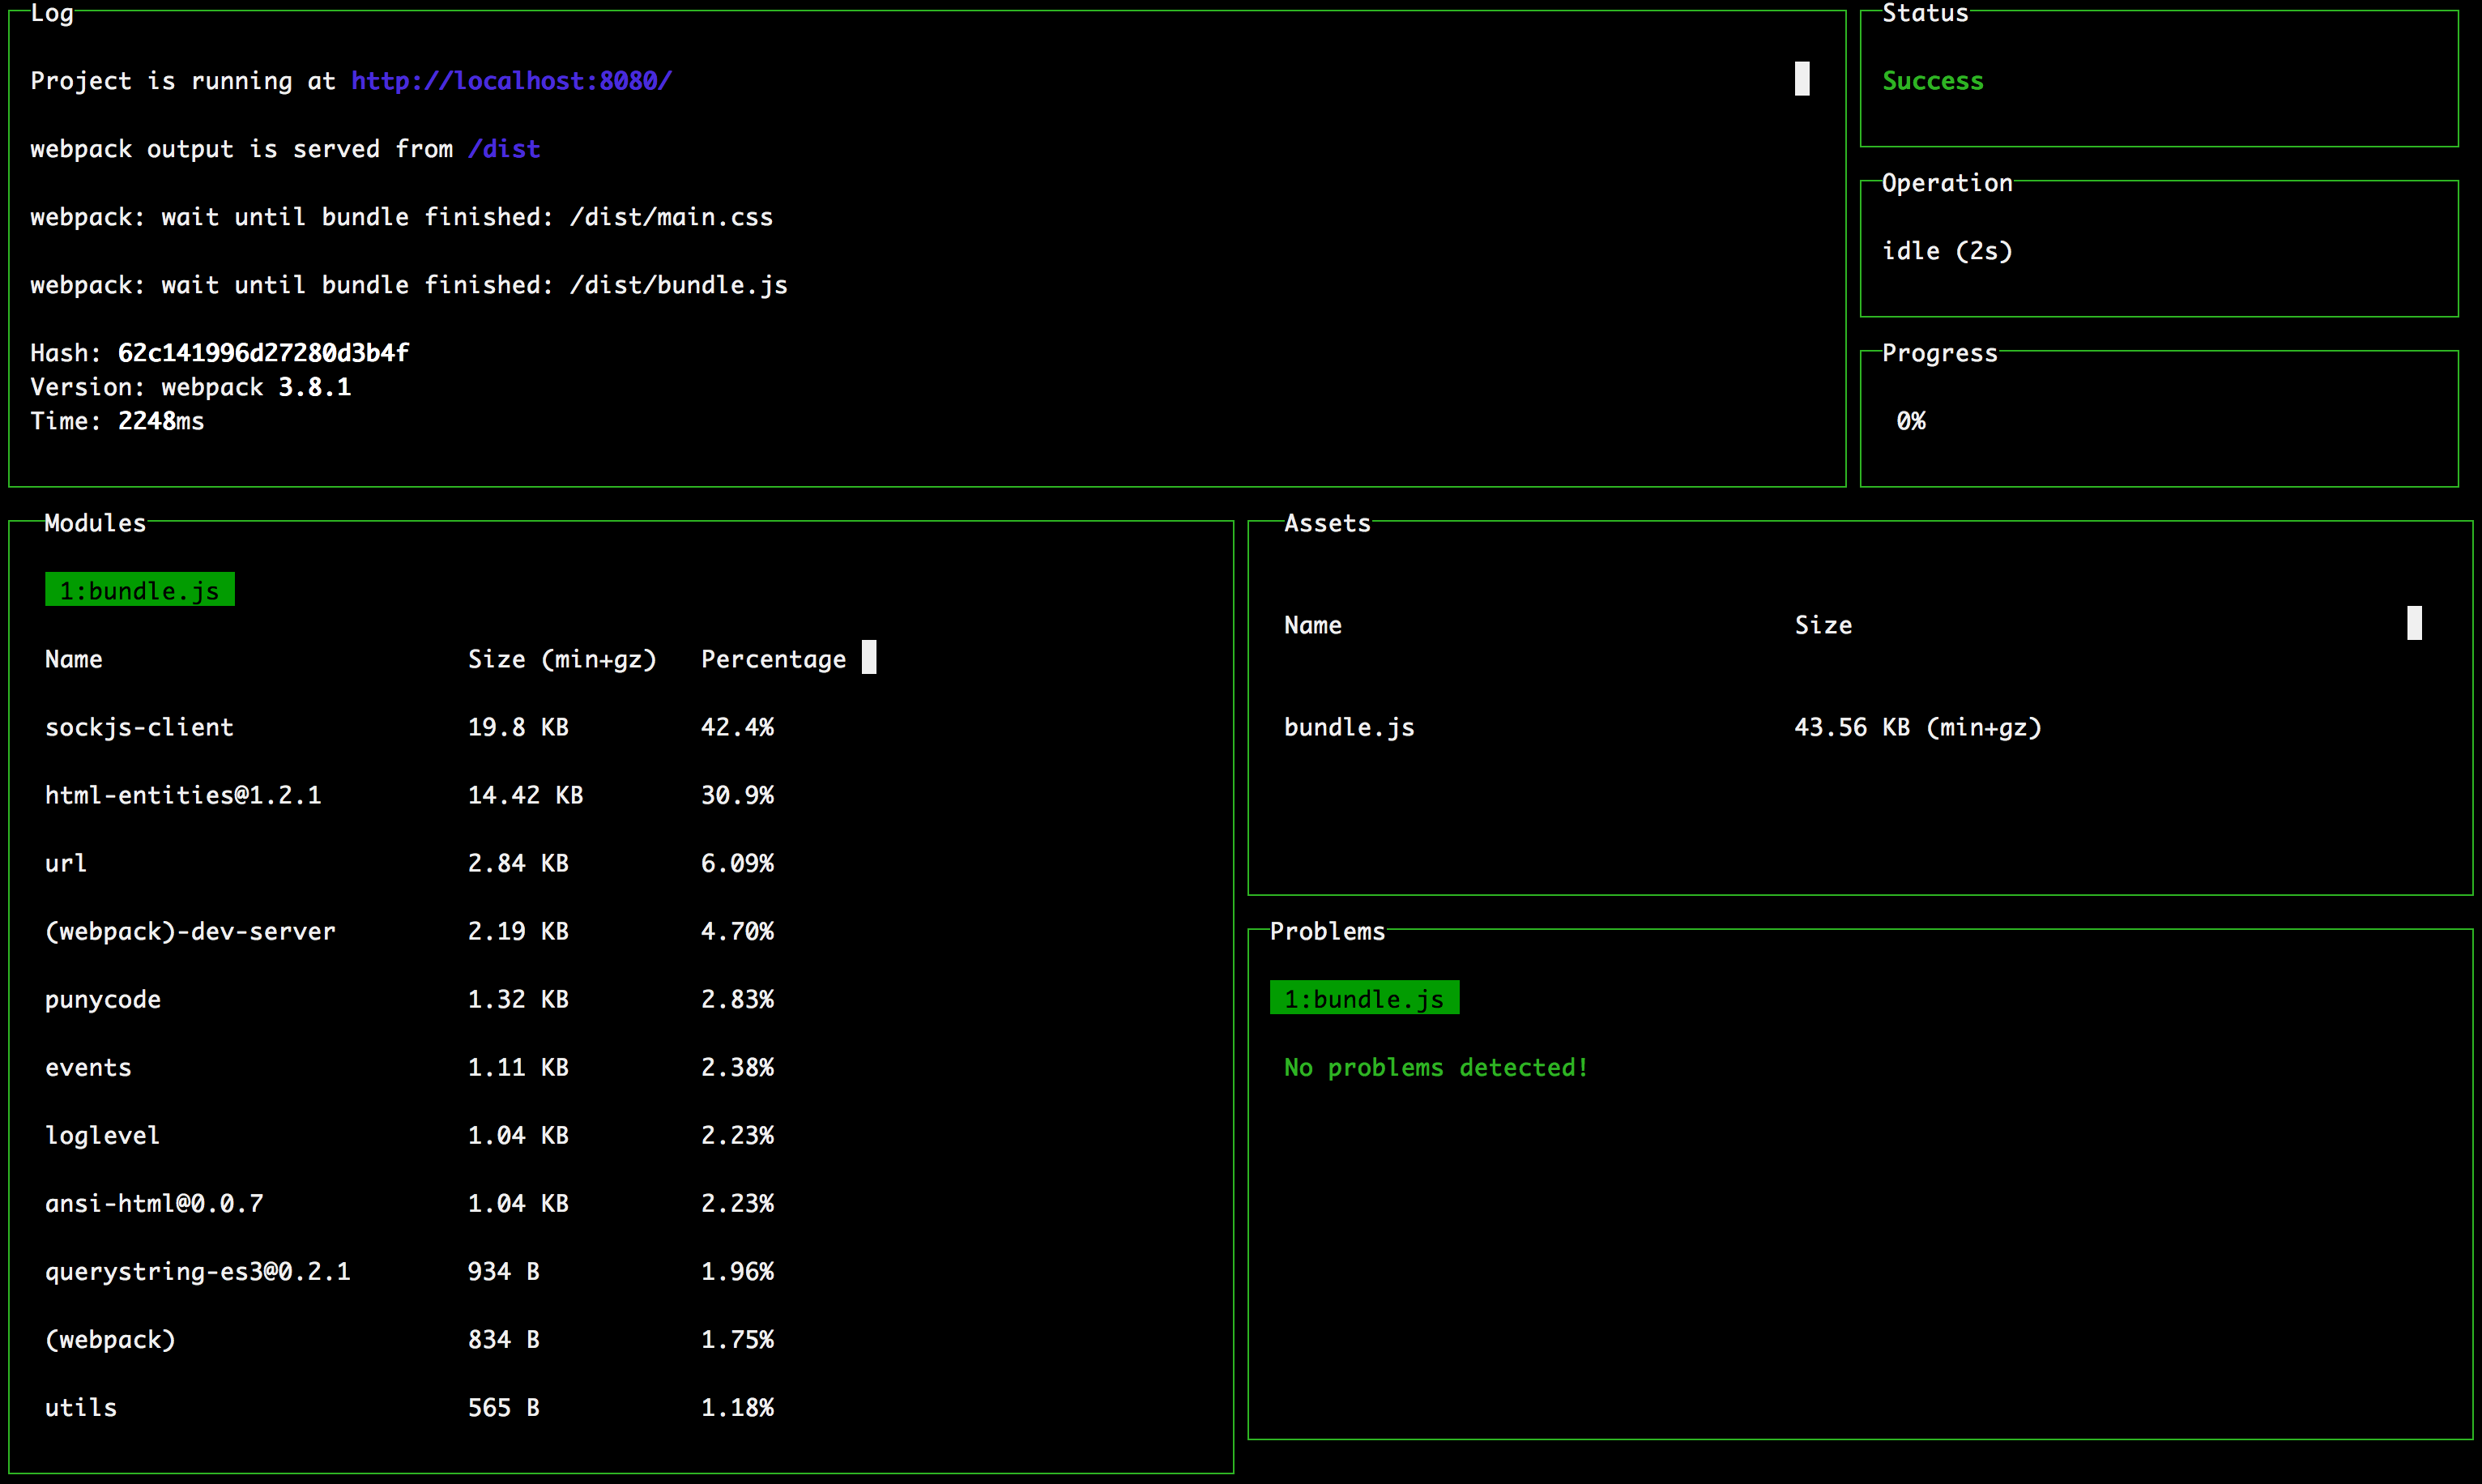 Log
Project is running at http://localhost:8080/
webpack output is served from /dist
webpack: wait until bundle finished: /dist/main.css
webpack: wait until bundle finished: /dist/bundle.js
Hash: 62c141996d27280d3b4f
Version: webpack 3.8.1
Time: 2248ms
Status
Success
Operation
idle (2s)
Progress
0%
Modules
1:bundle.js
Name Size (min+gz) Percentage
sockjs-client 19.8 KB 42.4%
html-entities@1.2.1 14.42 KB 30.9%
url 2.84 KB 6.09%
(webpack)-dev-server 2.19 KB 4.70%
punycode 1.32 KB 2.83%
events 1.11 KB 2.38%
loglevel 1.04 KB 2.23%
ansi-html@0.0.7 1.04 KB 2.23%
querystring-es3@0.2.1 934 B 1.96%
(webpack) 834 B 1.75%
utils 565 B 1.18%
Assets
Name Size
bundle.js 43.56 KB (min+gz)
Problems
1:bundle.js
No problems detected!